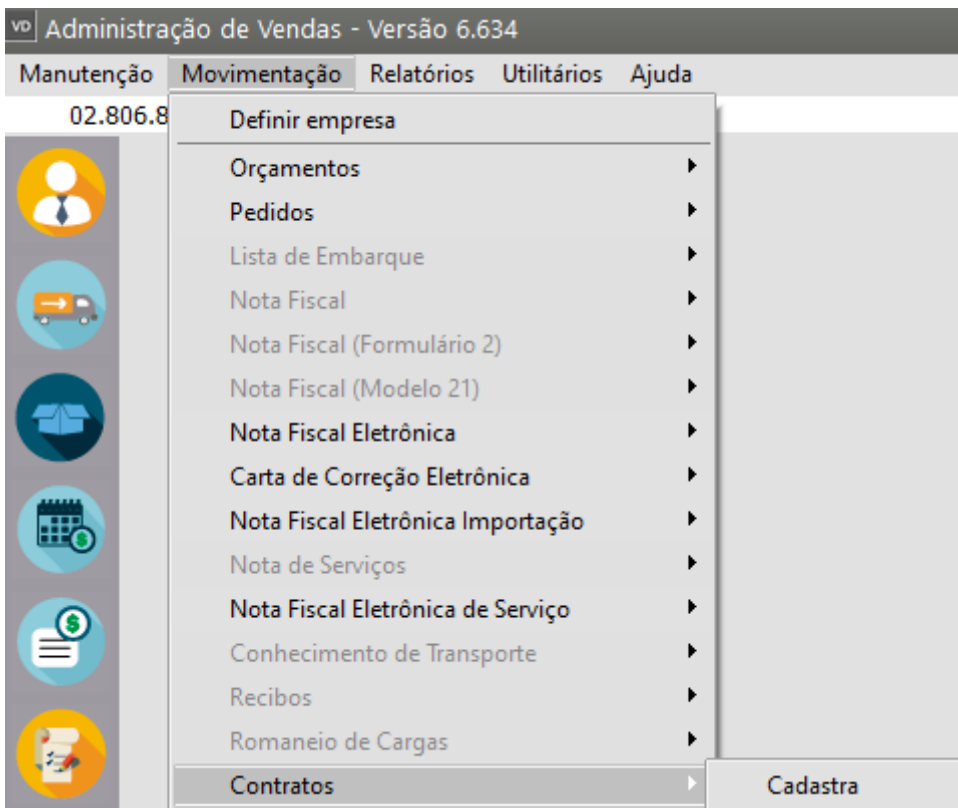 VD Administração de Vendas - Versão 6.634
Manutenção Movimentação Relatórios Utilitários Ajuda
02.806.8
Definir empresa
Orçamentos
Pedidos
Lista de Embarque
Nota Fiscal
Nota Fiscal (Formulário 2)
Nota Fiscal (Modelo 21)
Nota Fiscal Eletrônica
Carta de Correção Eletrônica
Nota Fiscal Eletrônica Importação
Nota de Serviços
Nota Fiscal Eletrônica de Serviço
Conhecimento de Transporte
Recibos
Romaneio de Cargas
Contratos Cadastra